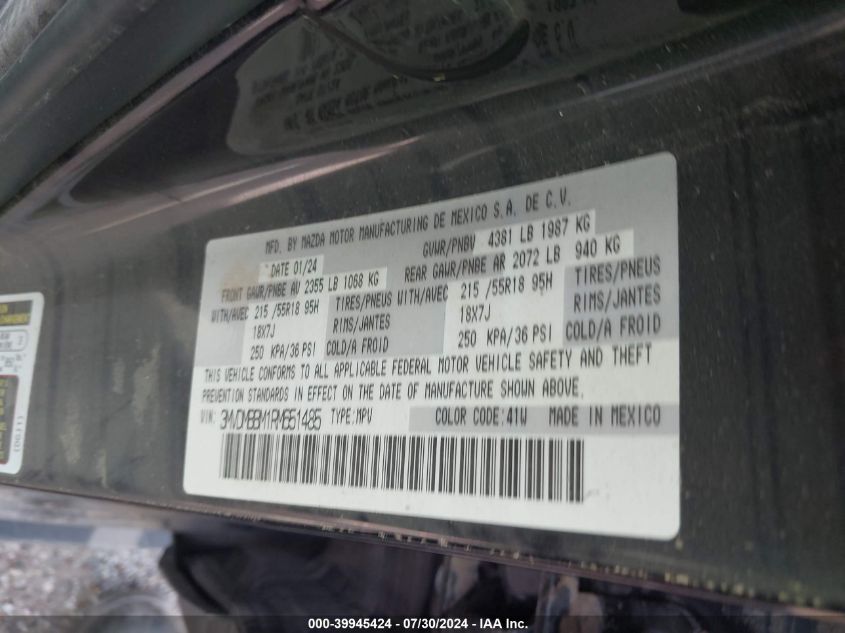 MFD. BY MAZDA MOTOR MANUFACTURING DE MEXICO S.A. DE C.V.
DATE 01/24 GVWR/PNBV 4381 LB 1987 KG
FRONT GAWR/PNBE AV 2355 LB 1068 KG REAR GAWR/PNBE AR 2072 LB 940 KG
WITH/AVEC 215 /55R18 95H TIRES/PNEUS WITH/AVEC 215 /55R18 95H TIRES/PNEUS
18X7J RIMS/JANTES 18X7J RIMS/JANTES
250 KPA/36 PSI COLD/A FROID 250 KPA/36 PSI COLD/A FROID
THIS VEHICLE CONFORMS TO ALL APPLICABLE FEDERAL MOTOR VEHICLE SAFETY AND THEFT
PREVENTION STANDARDS IN EFFECT ON THE DATE OF MANUFACTURE SHOWN ABOVE.
VIN: 3MVDMBBM1RM651485 TYPE:MPV COLOR CODE:41W MADE IN MEXICO
(DGJ1)
000-39945424 - 07/30/2024 - IAA Inc.